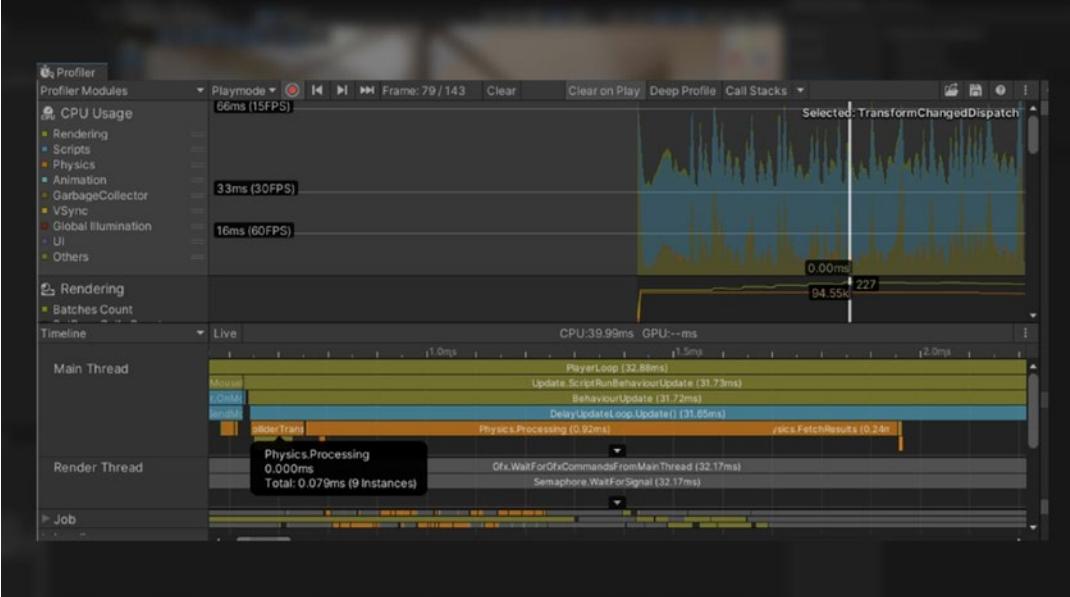 Profiler
Profiler Modules Playmode Frame: 79 / 143 Clear Clear on Play Deep Profile Call Stacks
CPU Usage
Rendering
Scripts
Physics
Animation
GarbageCollector
VSync
Global Illumination
UI
Others
66ms (15FPS)
Selected: TransformChangedDispatch
33ms (30FPS)
16ms (60FPS)
0.00ms
227
94.55k
Rendering
Batches Count
Timeline Live CPU:39.99ms GPU:--ms
1.0ms 1.5ms 2.0ms
Main Thread
PlayerLoop (32.88ms)
Update.ScriptRunBehaviourUpdate (31.73ms)
BehaviourUpdate (31.72ms)
DelayUpdateLoop.Update() (31.65ms)
olliderTrans Physics.Processing (0.92ms) ysics.FetchResults (0.24m
Physics.Processing
0.000ms
Total: 0.079ms (9 Instances)
Render Thread
Gfx.WaitForGfxCommandsFromMainThread (32.17ms)
Semaphore.WaitForSignal (32.17ms)
Job